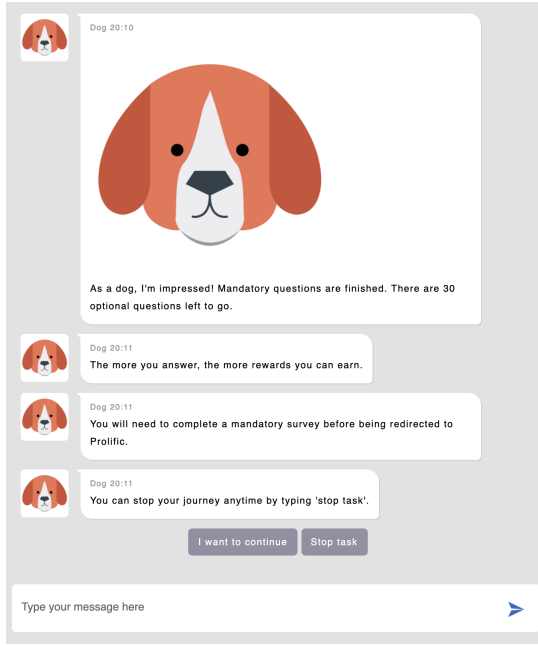 Dog 20:10
As a dog, I'm impressed! Mandatory questions are finished. There are 30
optional questions left to go.
Dog 20:11
The more you answer, the more rewards you can earn.
Dog 20:11
You will need to complete a mandatory survey before being redirected to
Prolific.
Dog 20:11
You can stop your journey anytime by typing 'stop task'.
I want to continue
Stop task
Type your message here